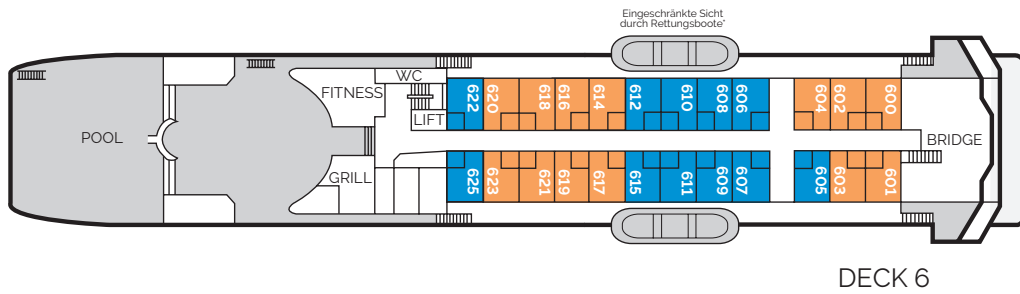 Eingeschränkte Sicht
durch Rettungsboote*
WC
FITNESS
LIFT
622
620
618
616
614
612
610
608
606
604
602
600
POOL
BRIDGE
GRILL
625
623
621
619
617
615
611
609
607
605
603
601
DECK 6